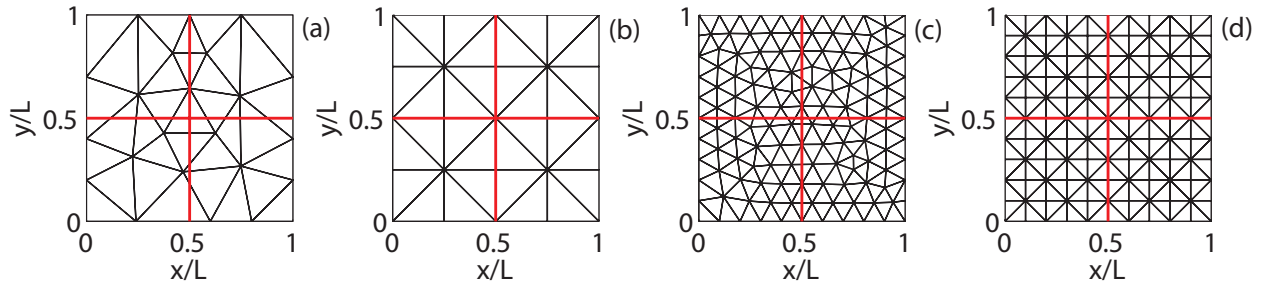 1 (a) 1 (b) 1 (c) 1 (d)
y/L 0.5 y/L 0.5 y/L 0.5 y/L 0.5
0 0 0 0
0 0.5 1 0 0.5 1 0 0.5 1 0 0.5 1
x/L x/L x/L x/L